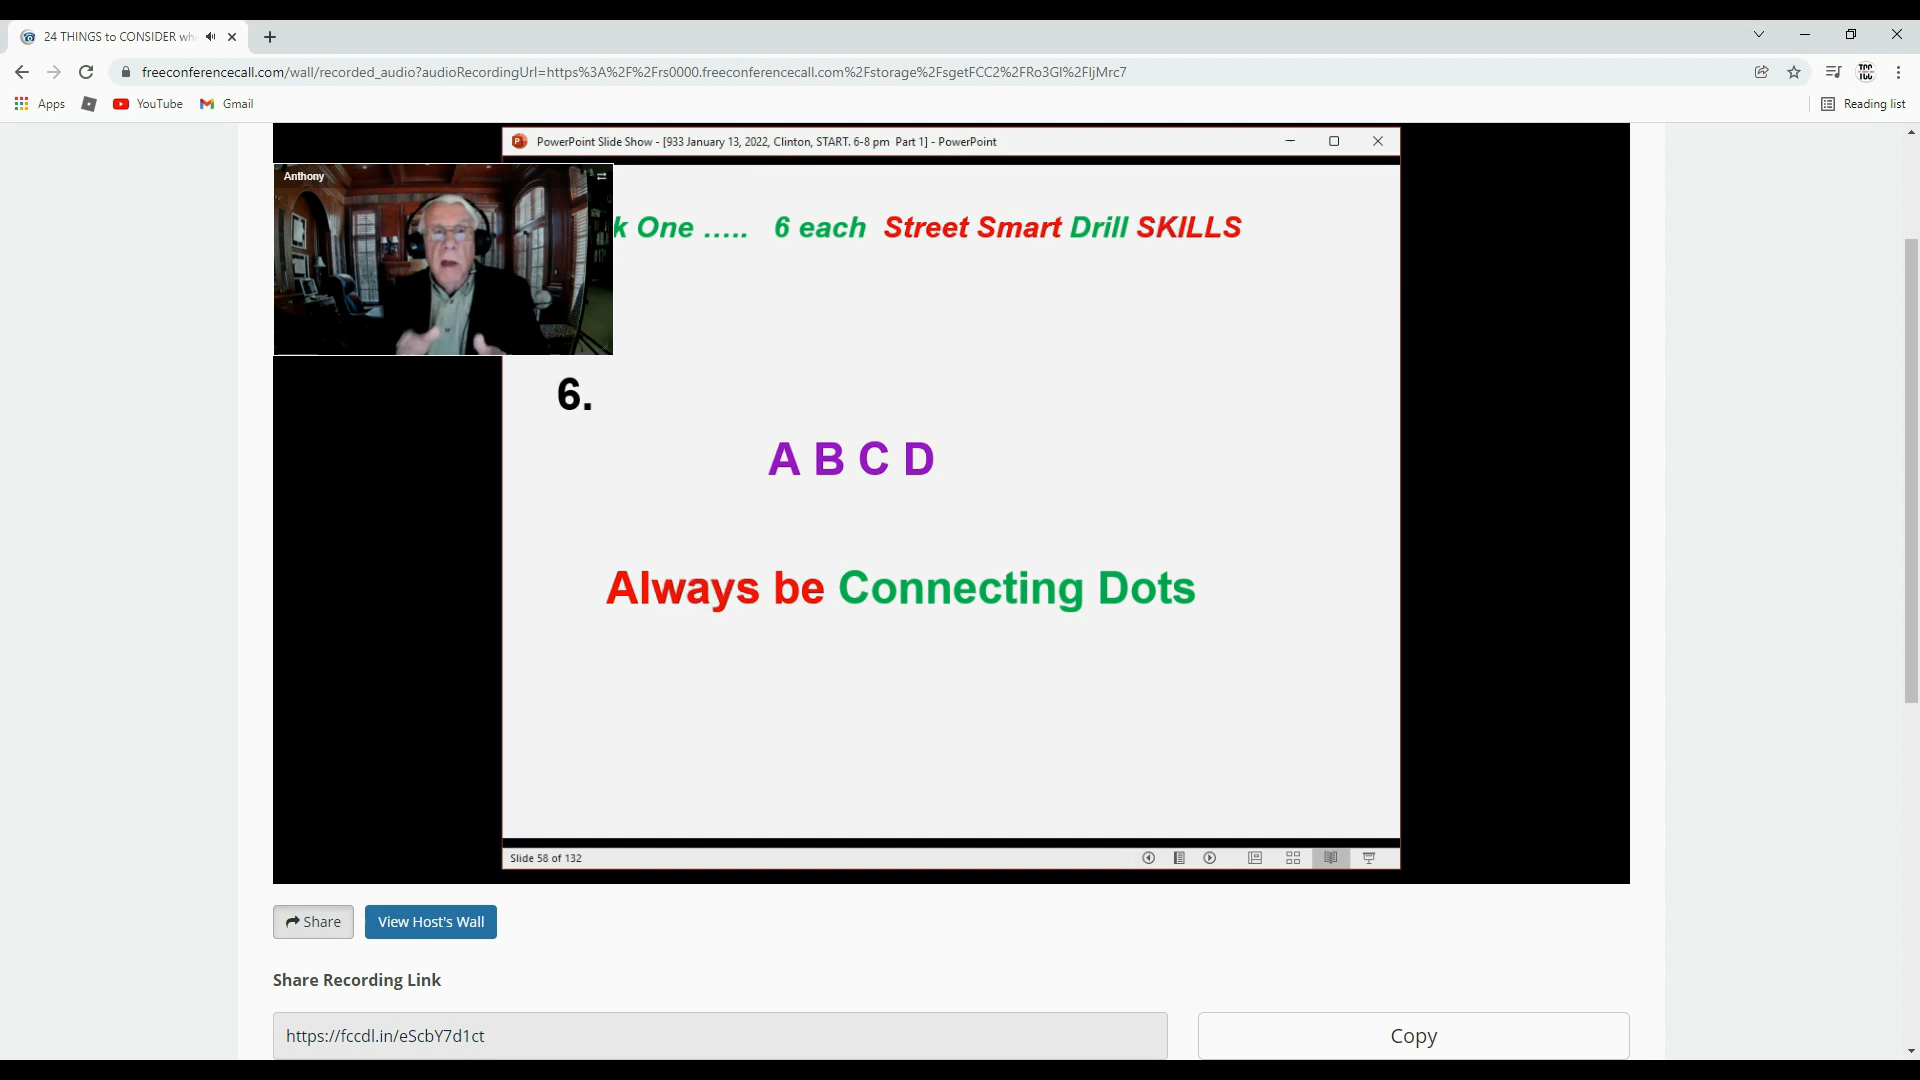 24 THINGS to CONSIDER wh
freeconferencecall.com/wall/recorded_audio?audioRecordingUrl=https%3A%2F%2Frs0000.freeconferencecall.com%2Fstorage%2FsgetFCC2%2FRo3GI%2FIjMrc7
Apps YouTube Gmail Reading list
PowerPoint Slide Show - [933 January 13, 2022, Clinton, START. 6-8 pm Part 1] - PowerPoint
Anthony
k One ..... 6 each Street Smart Drill SKILLS
6.
A B C D
Always be Connecting Dots
Slide 58 of 132
Share View Host's Wall
Share Recording Link
https://fccdl.in/eScbY7d1ct Copy